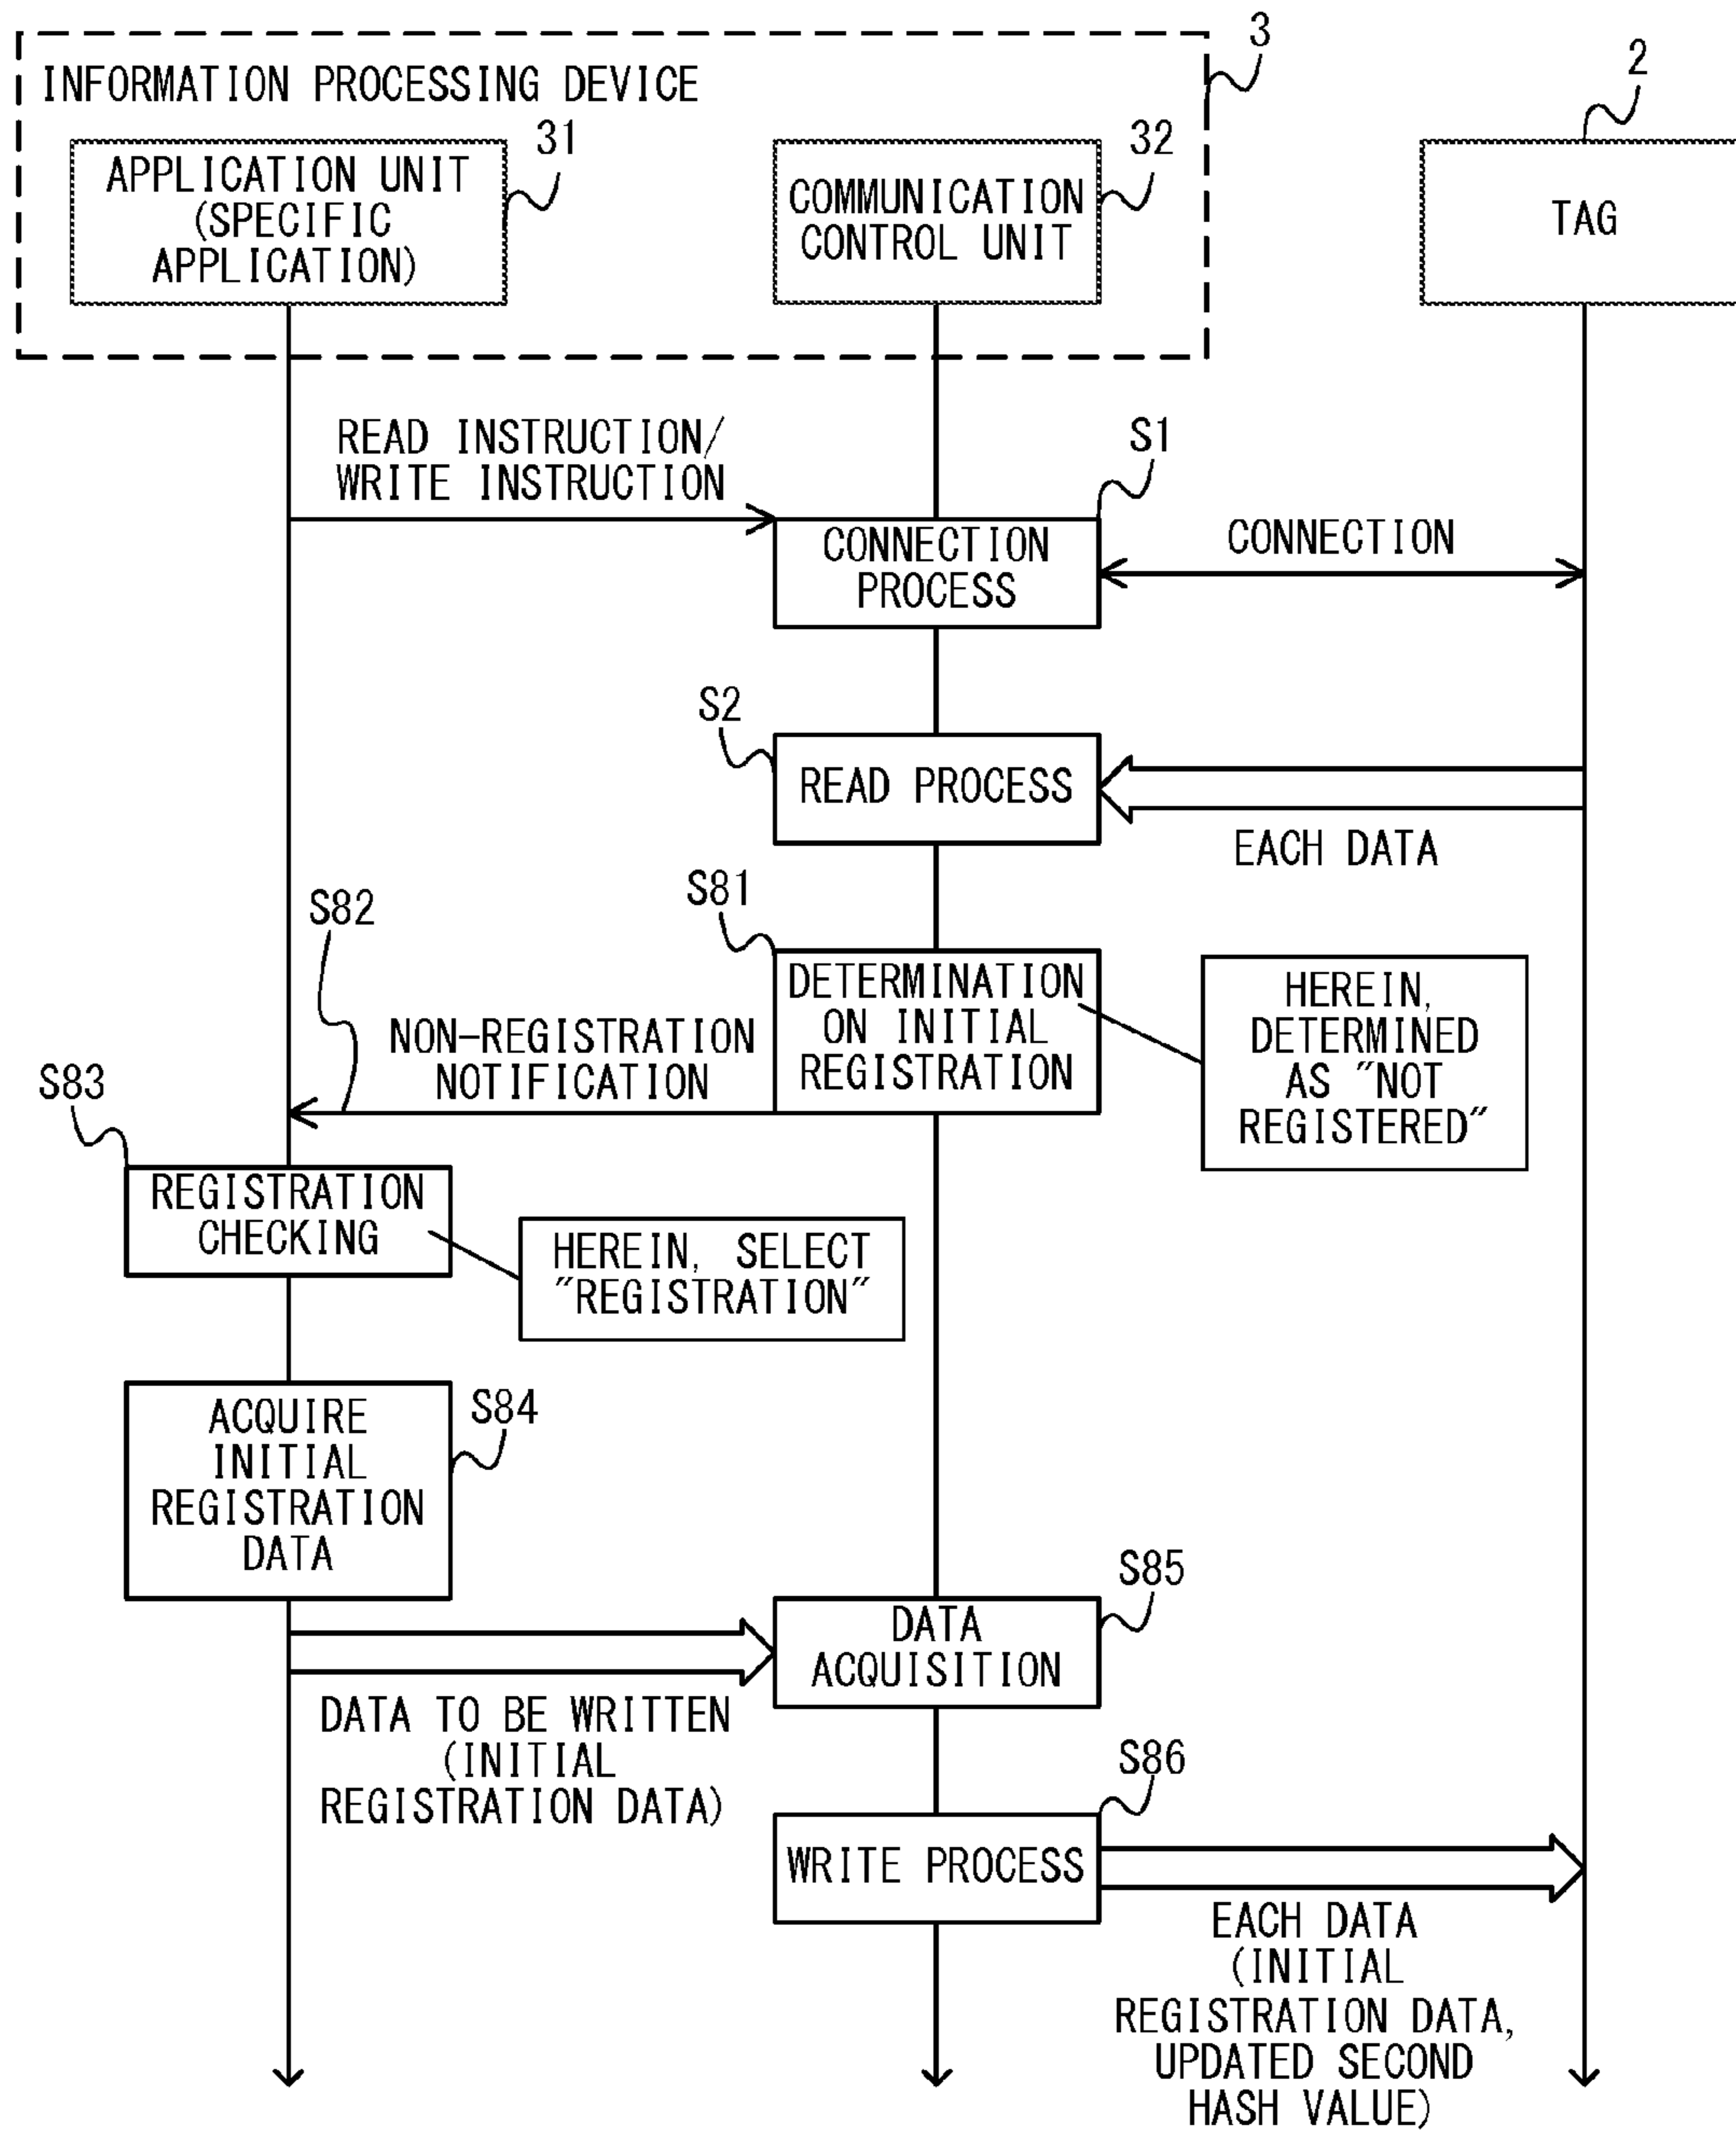 3
2
INFORMATION PROCESSING DEVICE
31
32
APPLICATION UNIT
(SPECIFIC
APPLICATION)
COMMUNICATION
CONTROL UNIT
TAG
READ INSTRUCTION/
WRITE INSTRUCTION
S1
CONNECTION
PROCESS
CONNECTION
S2
READ PROCESS
EACH DATA
S81
S82
DETERMINATION
ON INITIAL
REGISTRATION
HEREIN,
DETERMINED
AS "NOT
REGISTERED"
NON-REGISTRATION
NOTIFICATION
S83
REGISTRATION
CHECKING
HEREIN, SELECT
"REGISTRATION"
S84
ACQUIRE
INITIAL
REGISTRATION
DATA
S85
DATA
ACQUISITION
DATA TO BE WRITTEN
(INITIAL
REGISTRATION DATA)
S86
WRITE PROCESS
EACH DATA
(INITIAL
REGISTRATION DATA,
UPDATED SECOND
HASH VALUE)